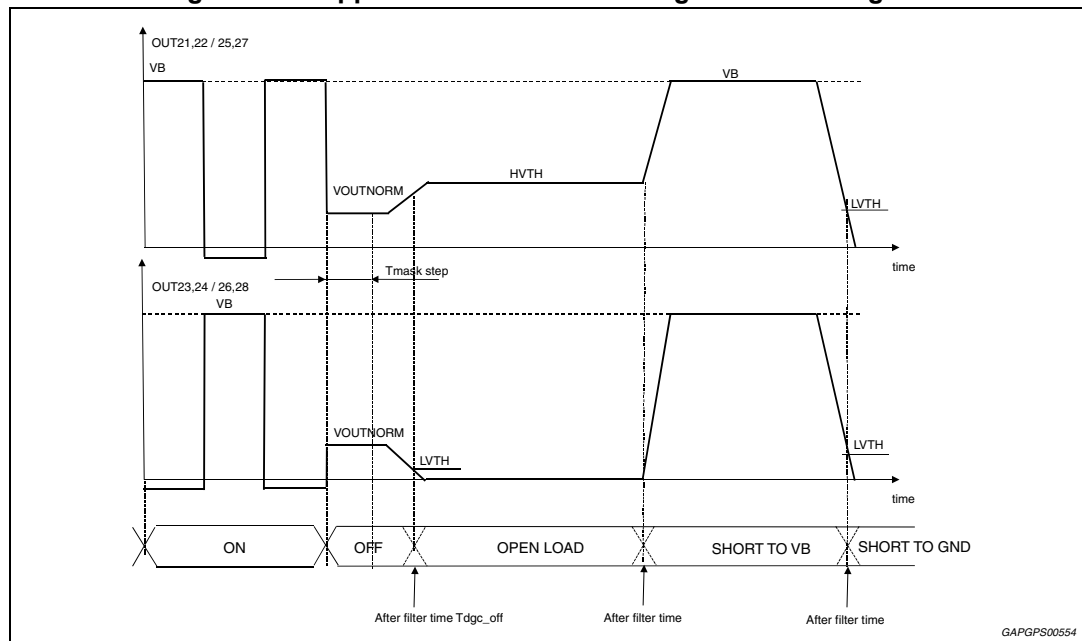 OUT21,22 / 25,27
VB
VB
VOUTNORM
HVTH
LVTH
time
Tmask step
OUT23,24 / 26,28
VB
VOUTNORM
LVTH
LVTH
time
ON
OFF
OPEN LOAD
SHORT TO VB
SHORT TO GND
After filter time Tdgc_off
After filter time
After filter time
GAPGPS00554